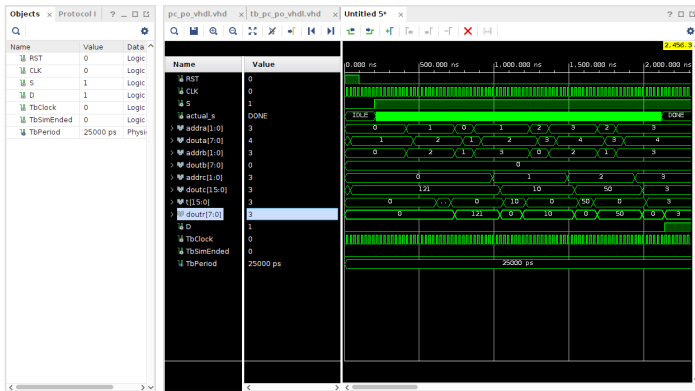 Objects × Protocol I ? _ □ ⊡
Name Value Data
RST 0 Logic
CLK 0 Logic
S 1 Logic
D 1 Logic
TbClock 0 Logic
TbSimEnded 0 Logic
TbPeriod 25000 ps Physi
pc_po_vhdl.vhd × tb_pc_po_vhdl.vhd × Untitled 5* × ? □ ⊡
2,456.3
Name Value
0.000 ns 500.000 ns 1,000.000 ns 1,500.000 ns 2,000.000 ns
RST 0
CLK 0
S 1
actual_s DONE IDLE DONE
addra[1:0] 3 0 1 0 1 2 3 2 3
douta[7:0] 4 1 2 1 2 3 4 3 4
addrb[1:0] 3 0 2 1 3 0 2 1 3
doutb[7:0] 0 0
addrc[1:0] 3 0 1 2 3
doutc[15:0] 3 121 10 50 3
t[15:0] 3 0 .. 0 10 0 50 0 3
doutr[7:0] 3 0 121 0 10 0 50 0 3
D 1
TbClock 0
TbSimEnded 0
TbPeriod 25000 ps 25000 ps